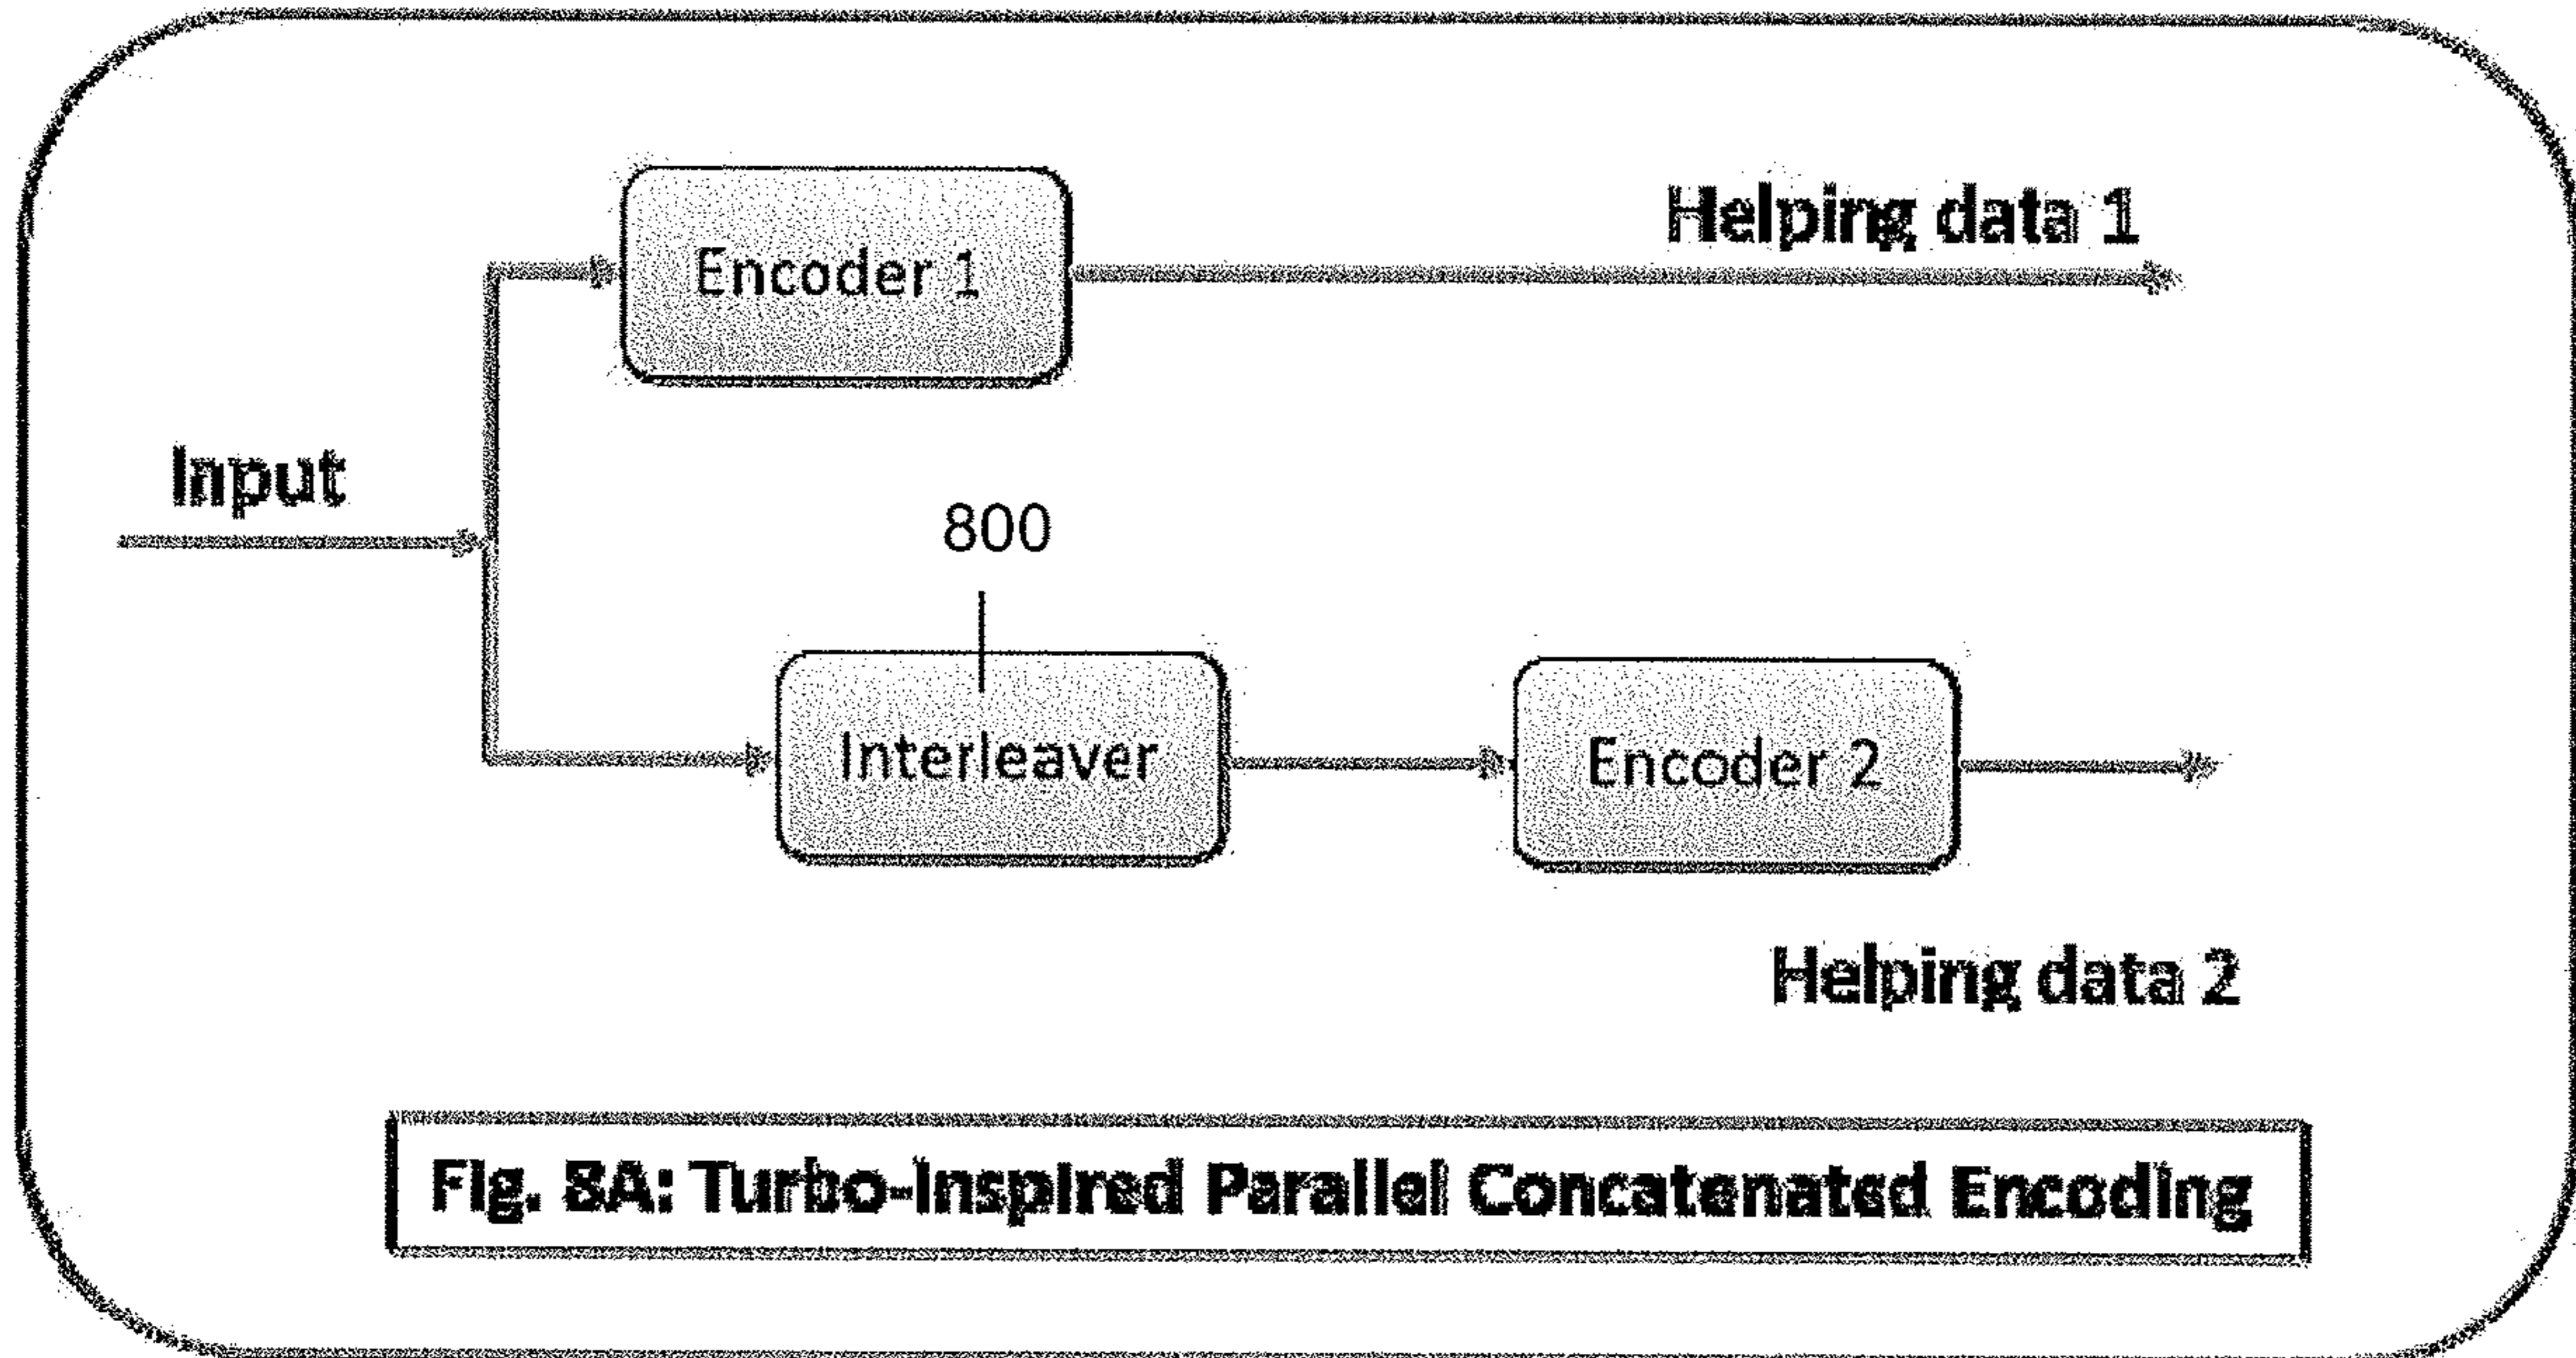 Helping data 1
Encoder 1
Input
800
Interleaver
Encoder 2
Helping data 2
Fig. 8A: Turbo-Inspired Parallel Concatenated Encoding